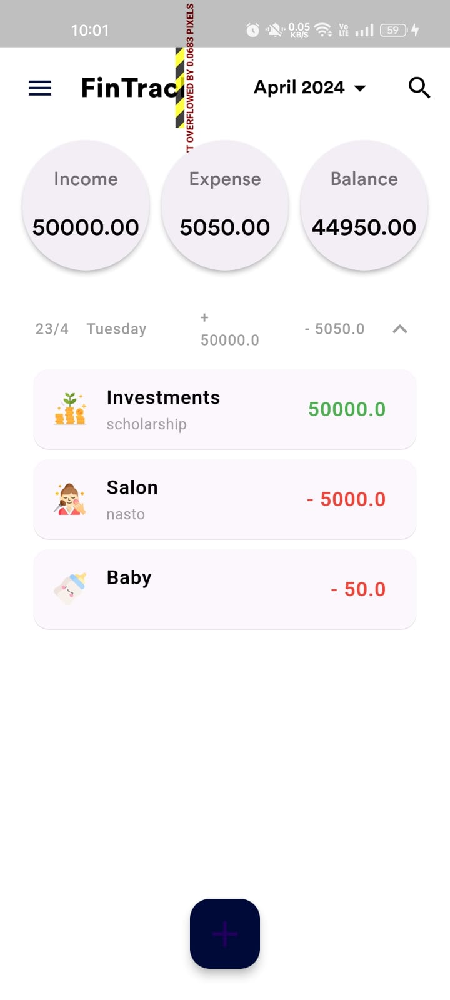 10:01
0.05
KB/S
Vo
LTE
59
OVERFLOWED BY 0.0683 PIXELS
FinTrac
April 2024
Income
Expense
Balance
50000.00
5050.00
44950.00
23/4 Tuesday
+
50000.0
- 5050.0
Investments
scholarship
50000.0
Salon
nasto
- 5000.0
Baby
- 50.0